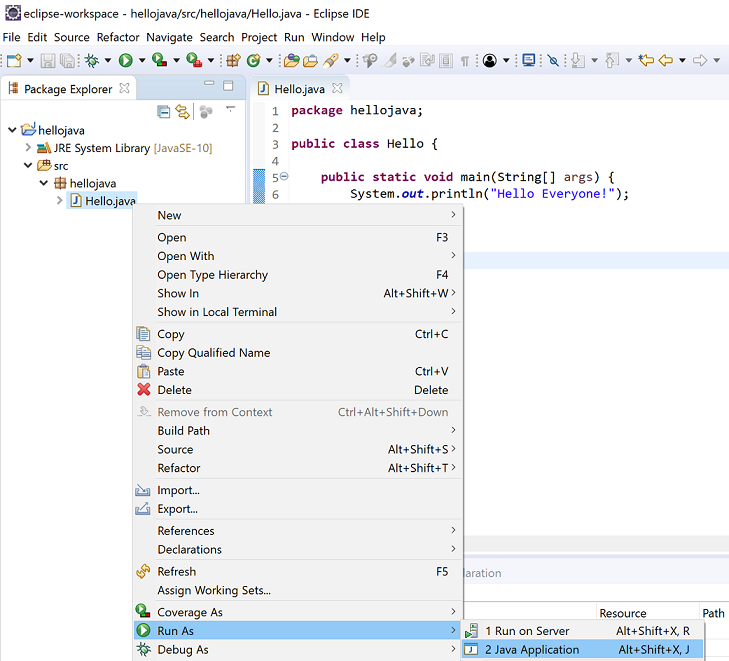 eclipse-workspace - hellojava/src/hellojava/Hello.java - Eclipse IDE
File Edit Source Refactor Navigate Search Project Run Window Help
Package Explorer
hellojava
JRE System Library [JavaSE-10]
src
hellojava
Hello.java
Hello.java
1 package hellojava;
2
3 public class Hello {
4
5 public static void main(String[] args) {
6 System.out.println("Hello Everyone!");
New
Open F3
Open With
Open Type Hierarchy F4
Show In Alt+Shift+W
Show in Local Terminal
Copy Ctrl+C
Copy Qualified Name
Paste Ctrl+V
Delete Delete
Remove from Context Ctrl+Alt+Shift+Down
Build Path
Source Alt+Shift+S
Refactor Alt+Shift+T
Import...
Export...
References
Declarations
Refresh F5
Assign Working Sets...
Coverage As
Run As
Debug As
laration
Resource Path
1 Run on Server Alt+Shift+X, R
2 Java Application Alt+Shift+X, J